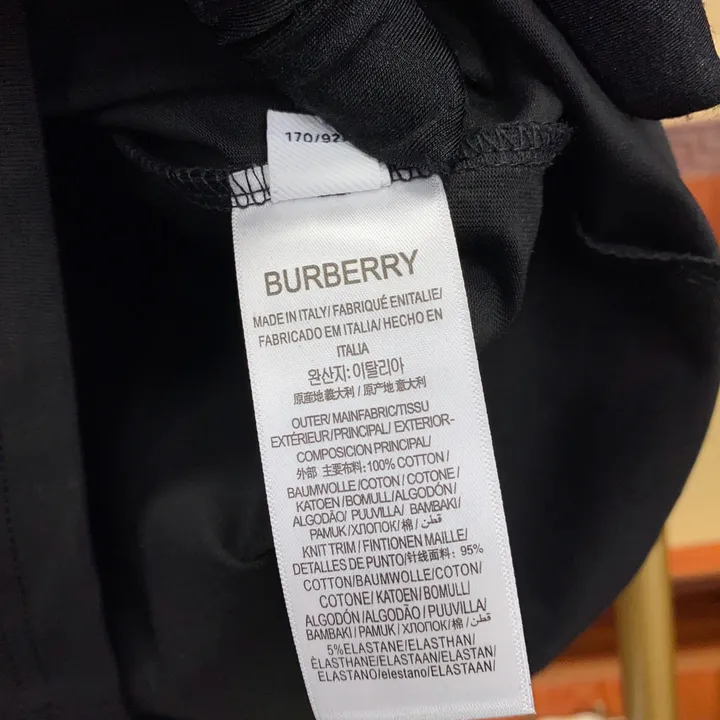 170/92
BURBERRY
MADE IN ITALY/ FABRIQUÉ ENITALIE/
FABRICADO EM ITALIA/ HECHO EN
ITALIA
완산지: 이탈리아
原産地義大利 / 原产地 意大利
OUTER/ MAINFABRIC/TISSU
EXTÉRIEUR/PRINCIPAL/ EXTERIOR-
COMPOSICION PRINCIPAL/
外部 主要布料: 100% COTTON/
BAUMWOLLE/COTON/ COTONE/
KATOEN/BOMULL/ALGODÓN/
ALGODÃO/ PUUVILLA/ BAMBAKI/
PAMUK/ХЛОПОК/棉/ قطن/
KNIT TRIM / FINTIONEN MAILLE/
DETALLES DE PUNTO/针线面料: 95%
COTTON/BAUMWOLLE/COTON/
COTONE/ KATOEN/ BOMULL/
ALGODÓN/ALGODÃO/PUUVILLA/
BAMBAKI / PAMUK / ХЛОПОК/棉/ قطن/
5%ELASTANE/ELASTHAN/
ÉLASTHANE/ELASTAAN/ELASTAN/
ELASTANO/elestano/ELASTAAN/